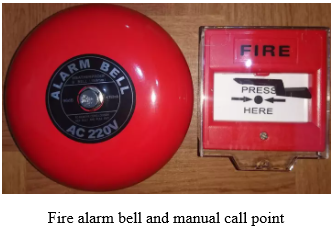 ALARM BELL
AC 220V
FIRE
PRESS
HERE
Fire alarm bell and manual call point